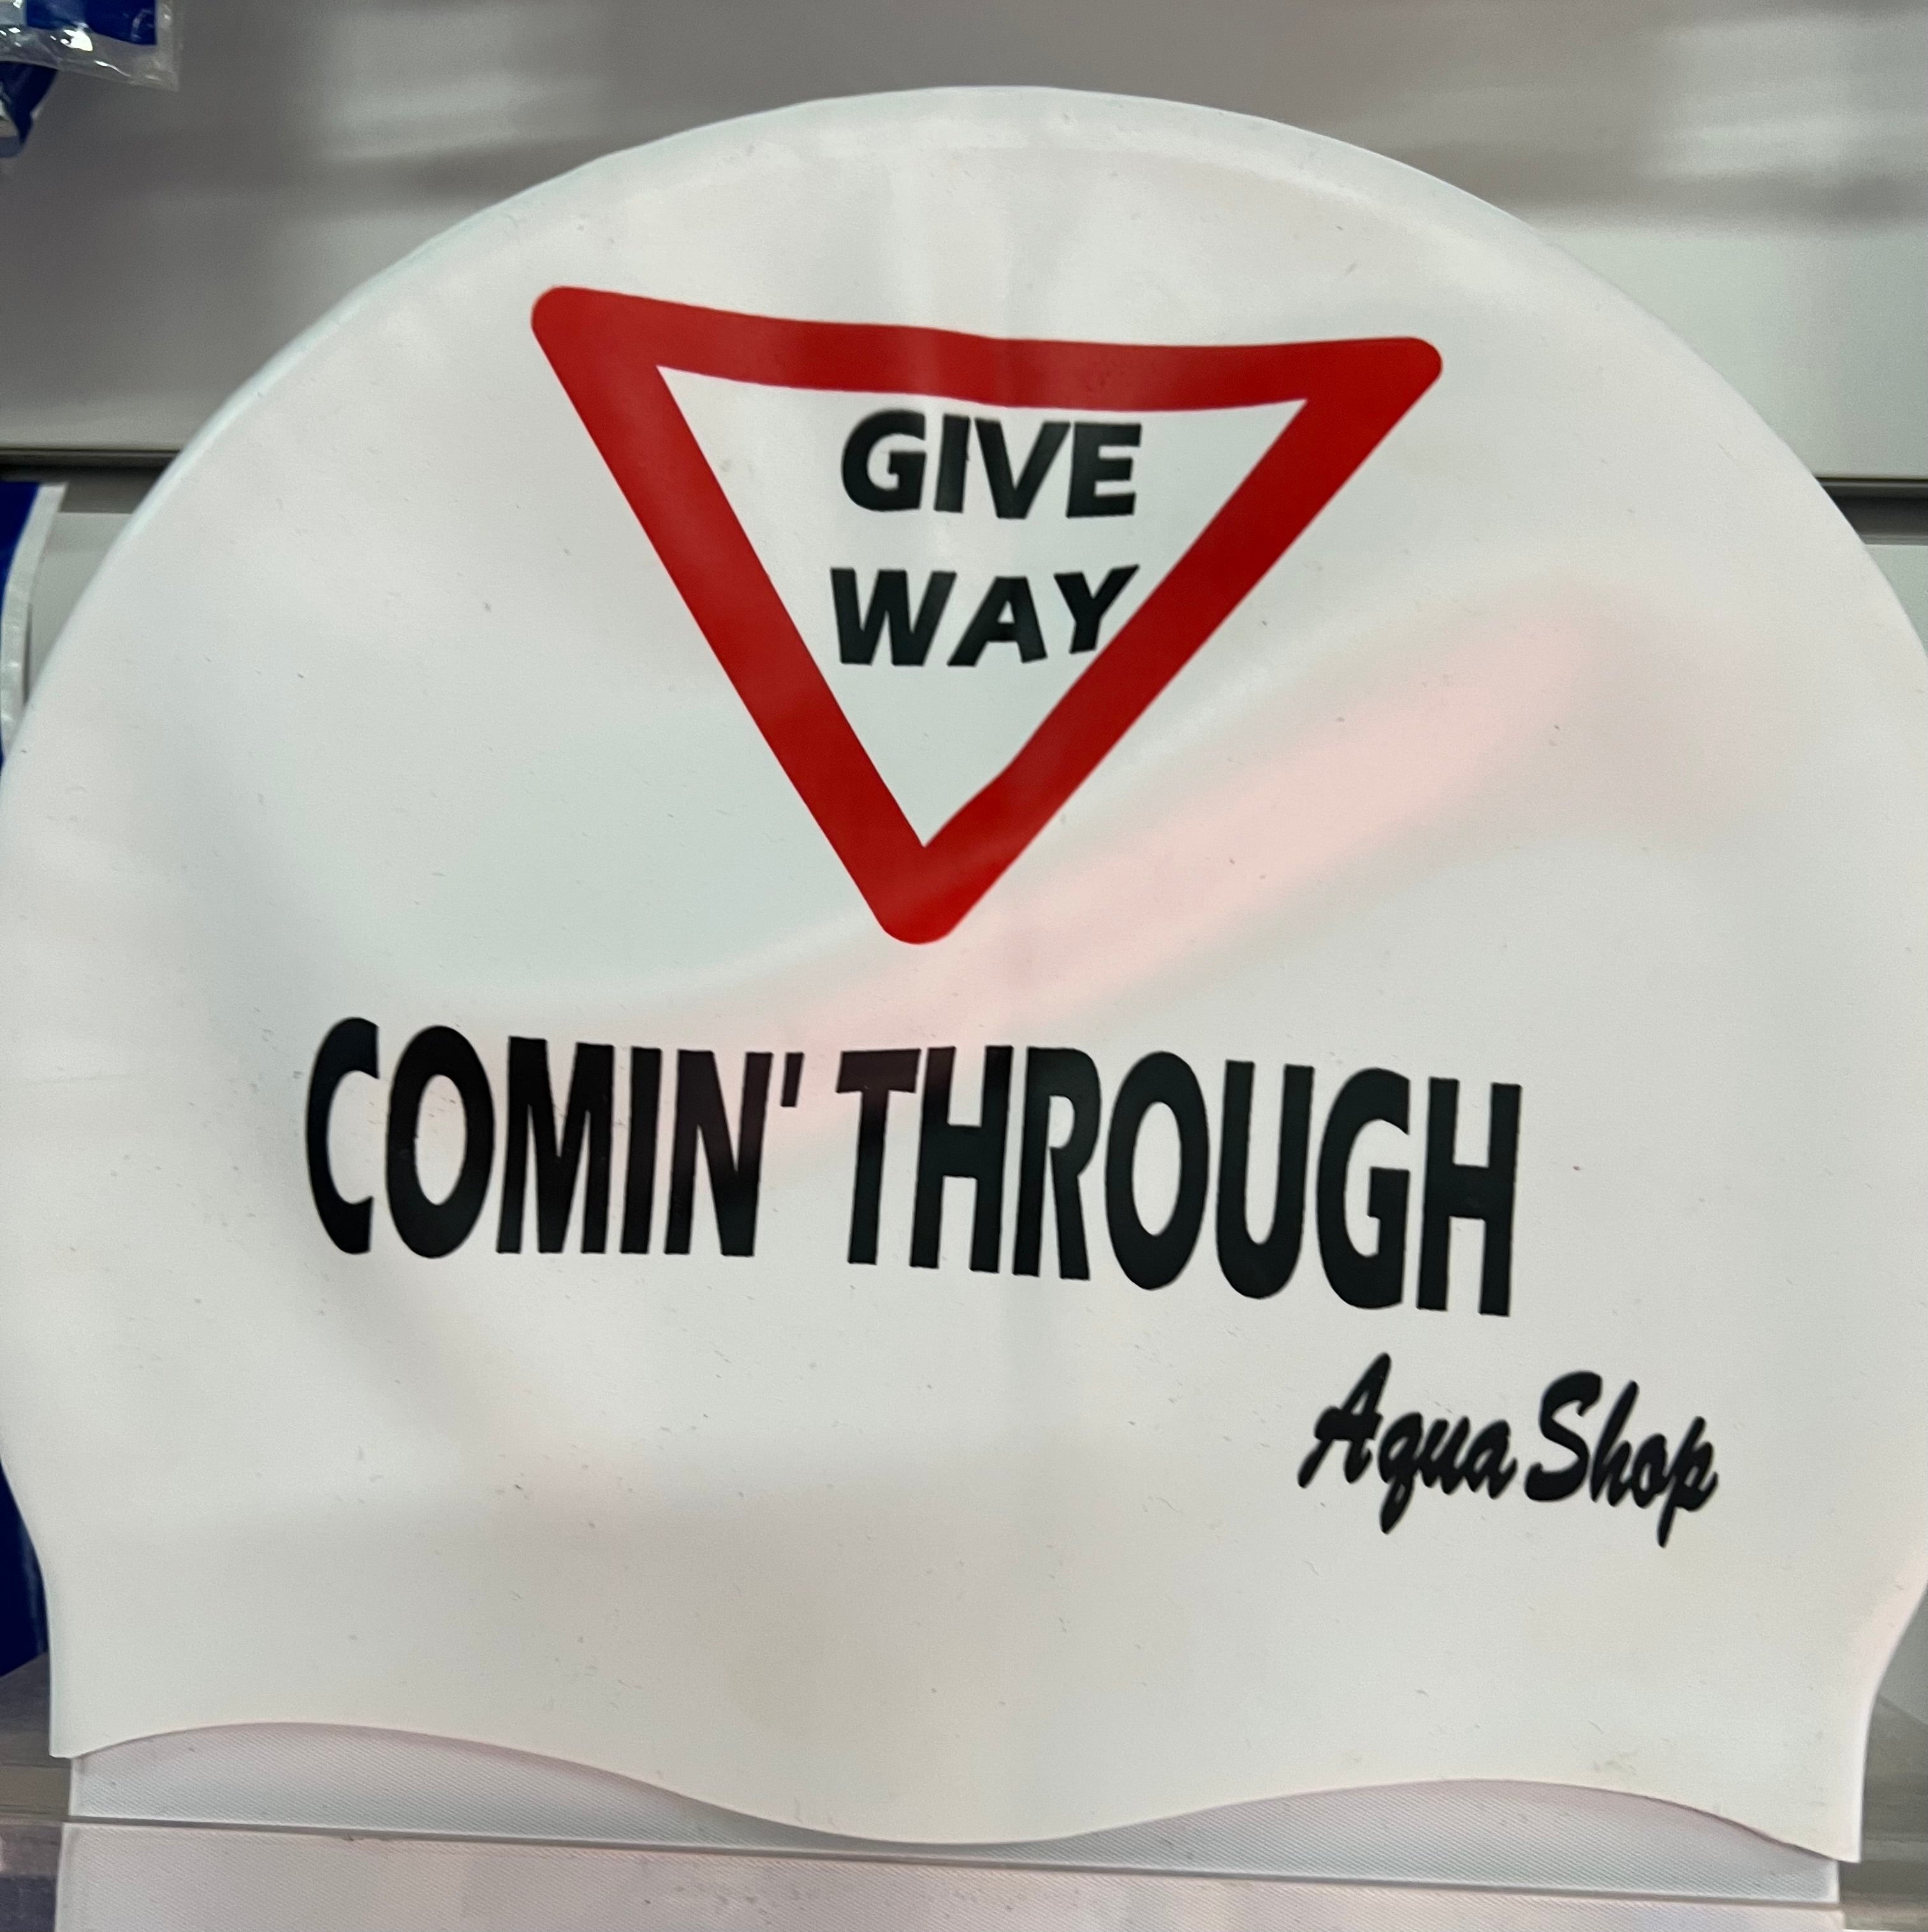 GIVE
WAY
COMIN' THROUGH
Aqua Shop